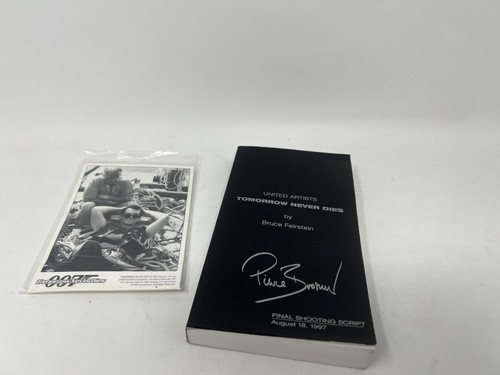 007
UNITED ARTISTS
TOMORROW NEVER DIES
by
Bruce Feirstein
Pierce Brosnan
FINAL SHOOTING SCRIPT
August 18, 1997